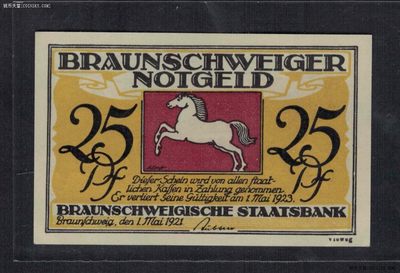 BRAUNSCHWEIGER
NOTGELD
25 Pf
25 Pf
Dieser Schein wird von allen staat-
lichen Kassen in Zahlung genommen.
Er verliert seine Gültigkeit am 1. Mai 1923.
BRAUNSCHWEIGISCHE STAATSBANK
Braunschweig, den 1. Mai 1921
vieweg